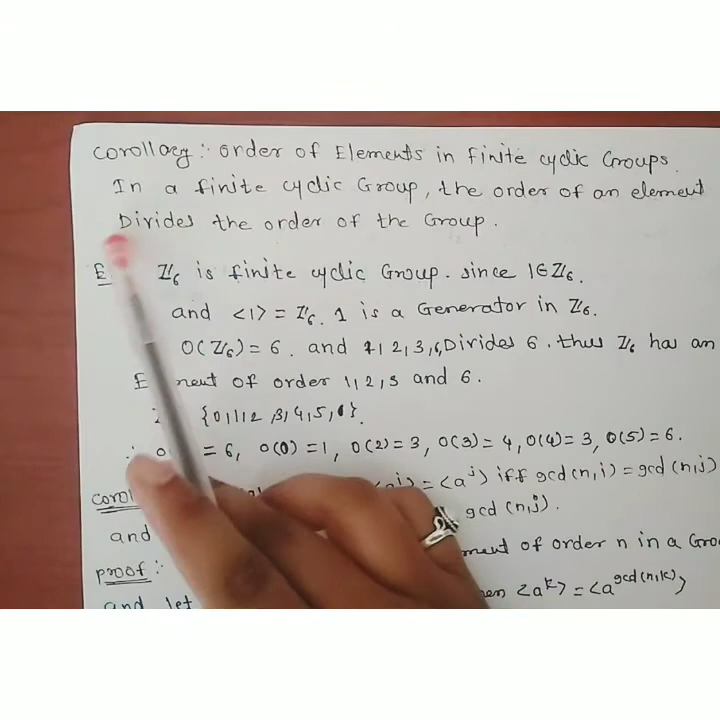 Corollary :- Order of Elements in Finite cyclic Groups.
In a finite cyclic Group, the order of an element
Divides the order of the Group.
E Z6 is finite cyclic Group. since 1∈Z6.
and <1> = Z6. 1 is a Generator in Z6.
O(Z6) = 6. and 1,2,3,6, Divides 6. thus Z6 has an
E ment of order 1,2,3 and 6.
{0,1,2,3,4,5, }.
∴ = 6, O(0) = 1, O(2) = 3, O(3) = 4, O(4) = 3, O(5) = 6.
Corol = <a^j> iff gcd(n,i) = gcd(n,j)
and gcd(n,j).
proof :- ment of order n in a Gro
and let en <a^k> = <a^gcd(n,k)>